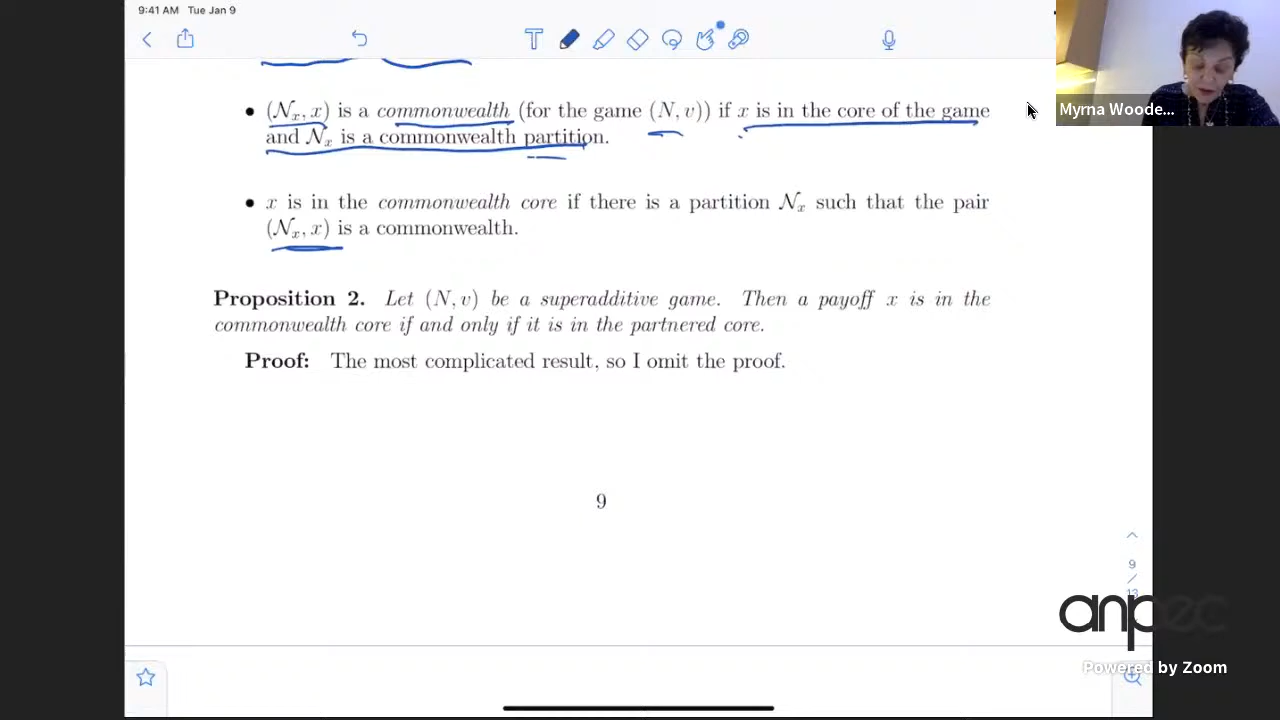 9:41 AM Tue Jan 9
T
• (𝒩ₓ, x) is a commonwealth (for the game (N, v)) if x is in the core of the game
and 𝒩ₓ is a commonwealth partition.
Myrna Woode...
• x is in the commonwealth core if there is a partition 𝒩ₓ such that the pair
(𝒩ₓ, x) is a commonwealth.
Proposition 2. Let (N, v) be a superadditive game. Then a payoff x is in the
commonwealth core if and only if it is in the partnered core.
Proof: The most complicated result, so I omit the proof.
9
9
/
13
anpec
Powered by Zoom